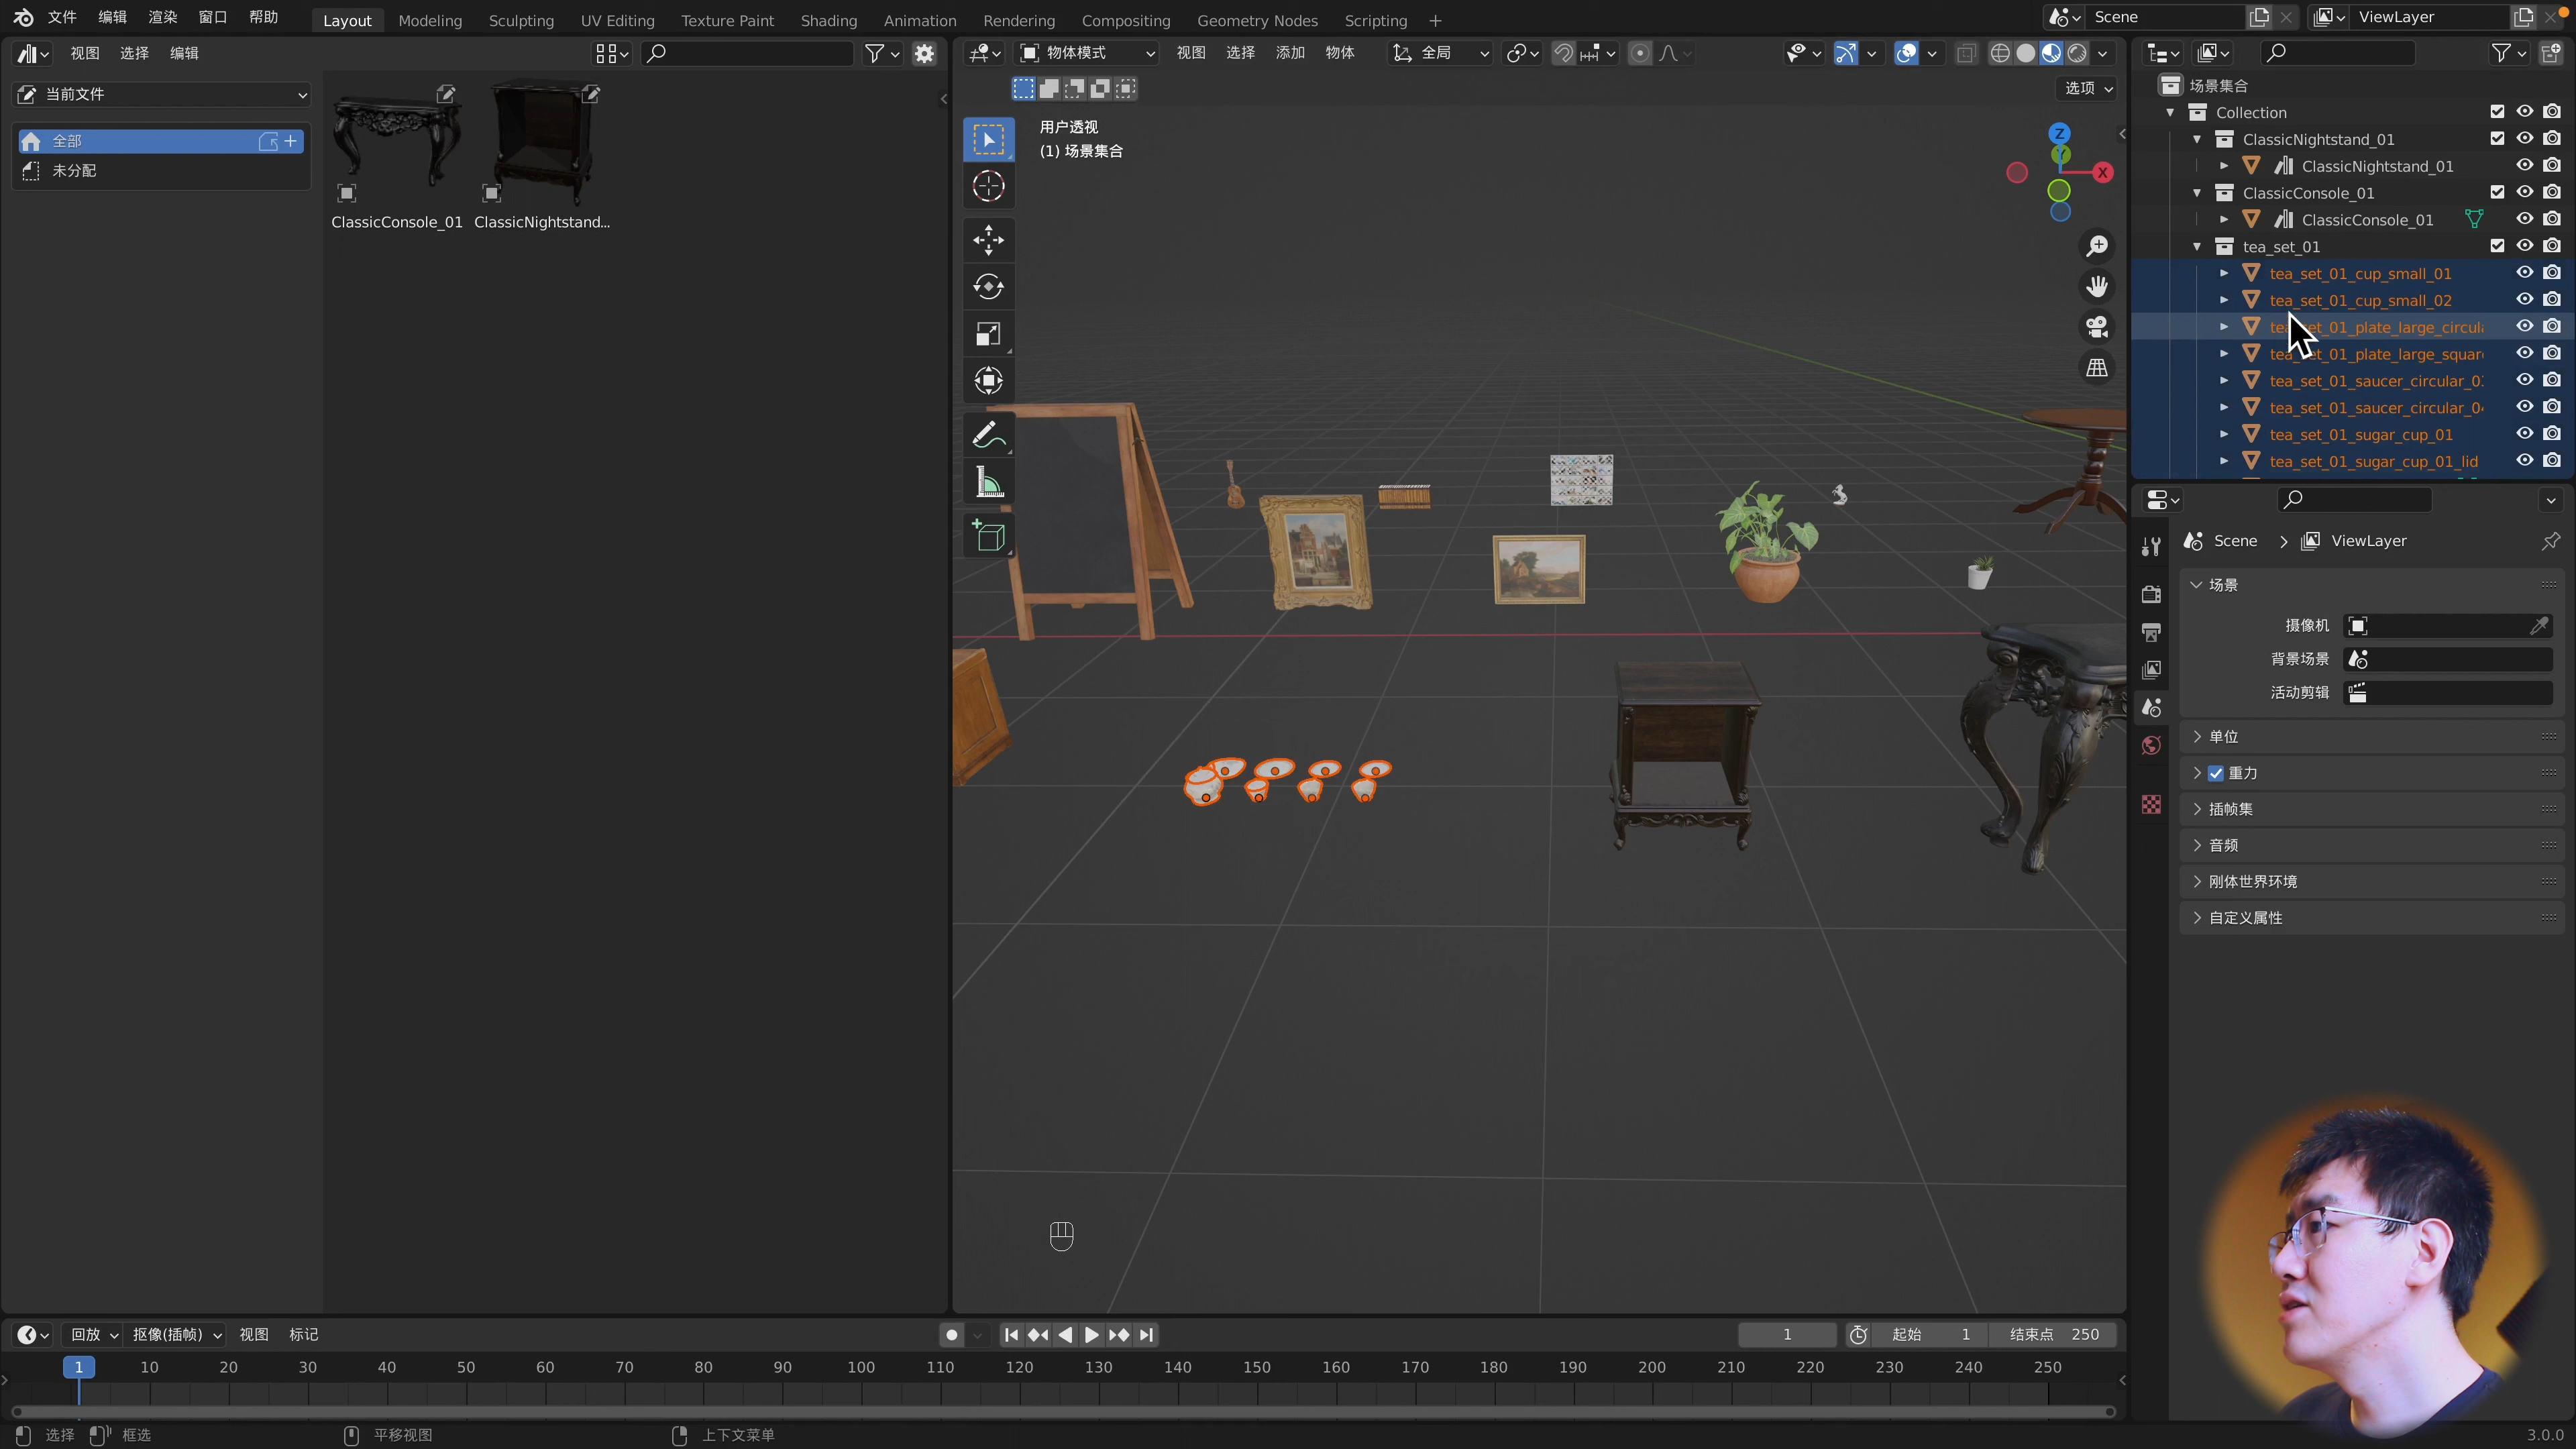 文件 编辑 渲染 窗口 帮助 Layout Modeling Sculpting UV Editing Texture Paint Shading Animation Rendering Compositing Geometry Nodes Scripting + Scene ViewLayer
视图 选择 编辑
物体模式 视图 选择 添加 物体 全局
选项
当前文件
全部
未分配
ClassicConsole_01 ClassicNightstand...
用户透视
(1) 场景集合
Z
Y
X
场景集合
Collection
ClassicNightstand_01
ClassicNightstand_01
ClassicConsole_01
ClassicConsole_01
tea_set_01
tea_set_01_cup_small_01
tea_set_01_cup_small_02
tea_set_01_plate_large_circul
tea_set_01_plate_large_squar
tea_set_01_saucer_circular_0
tea_set_01_saucer_circular_0
tea_set_01_sugar_cup_01
tea_set_01_sugar_cup_01_lid
Scene > ViewLayer
场景
摄像机
背景场景
活动剪辑
单位
重力
插帧集
音频
刚体世界环境
自定义属性
回放 抠像(插帧) 视图 标记 1 起始 1 结束点 250
1 10 20 30 40 50 60 70 80 90 100 110 120 130 140 150 160 170 180 190 200 210 220 230 240 250
选择 框选 平移视图 上下文菜单 3.0.0